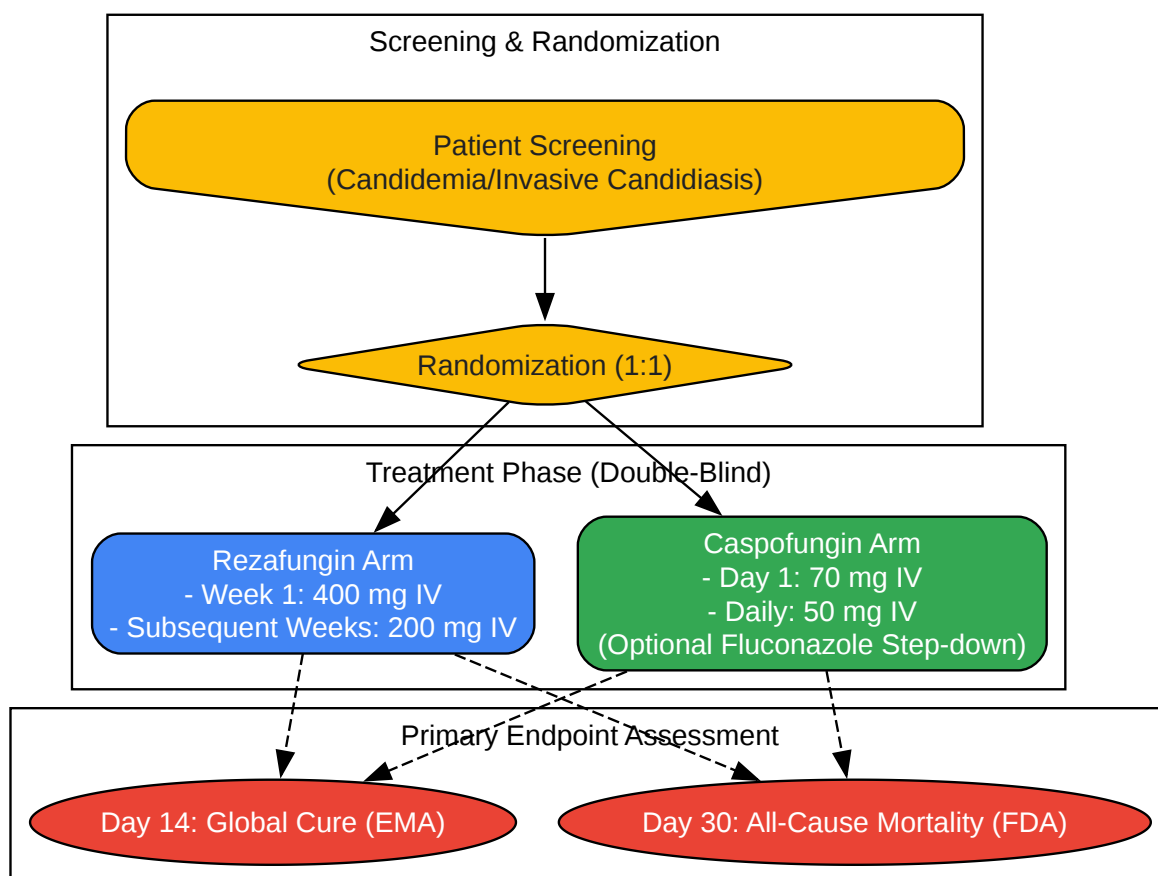 Screening & Randomization
Patient Screening
(Candidemia/Invasive Candidiasis)
Randomization (1:1)
Treatment Phase (Double-Blind)
Rezafungin Arm
- Week 1: 400 mg IV
- Subsequent Weeks: 200 mg IV
Caspofungin Arm
- Day 1: 70 mg IV
- Daily: 50 mg IV
(Optional Fluconazole Step-down)
Primary Endpoint Assessment
Day 14: Global Cure (EMA)
Day 30: All-Cause Mortality (FDA)